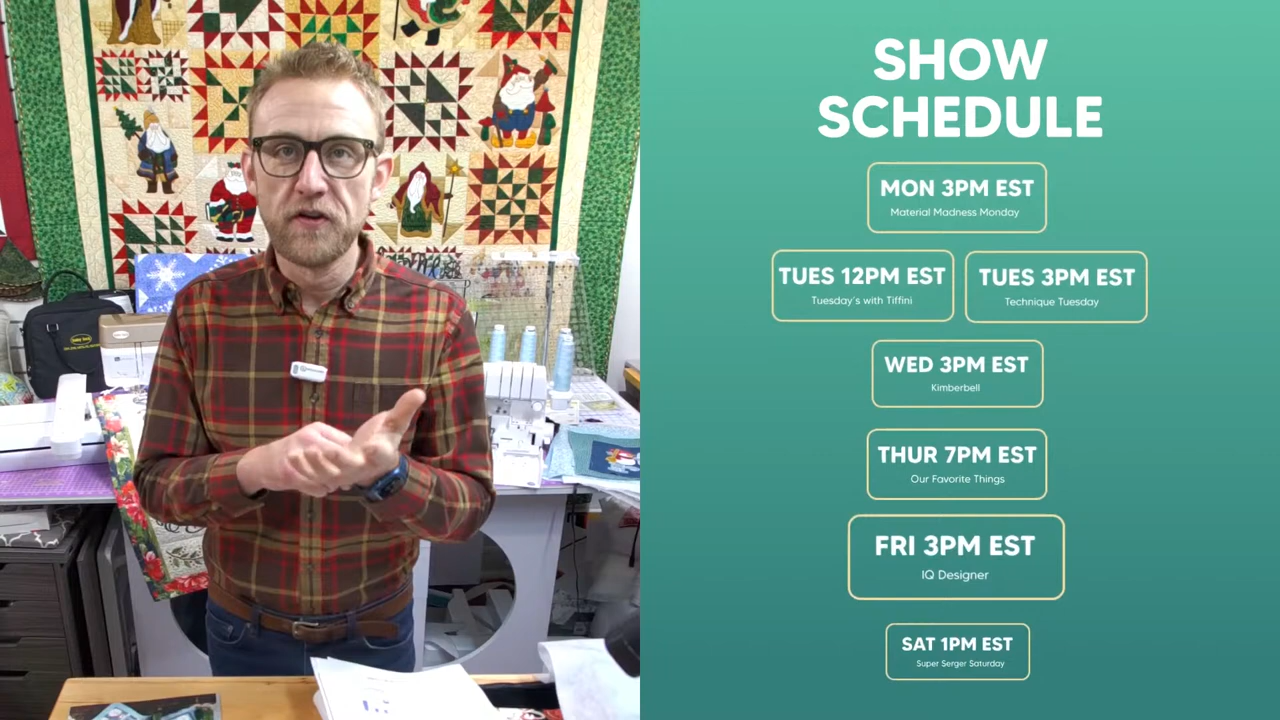 SHOW
SCHEDULE
MON 3PM EST
Material Madness Monday
TUES 12PM EST
Tuesday's with Tiffini
TUES 3PM EST
Technique Tuesday
WED 3PM EST
Kimberbell
THUR 7PM EST
Our Favorite Things
FRI 3PM EST
IQ Designer
SAT 1PM EST
Super Serger Saturday